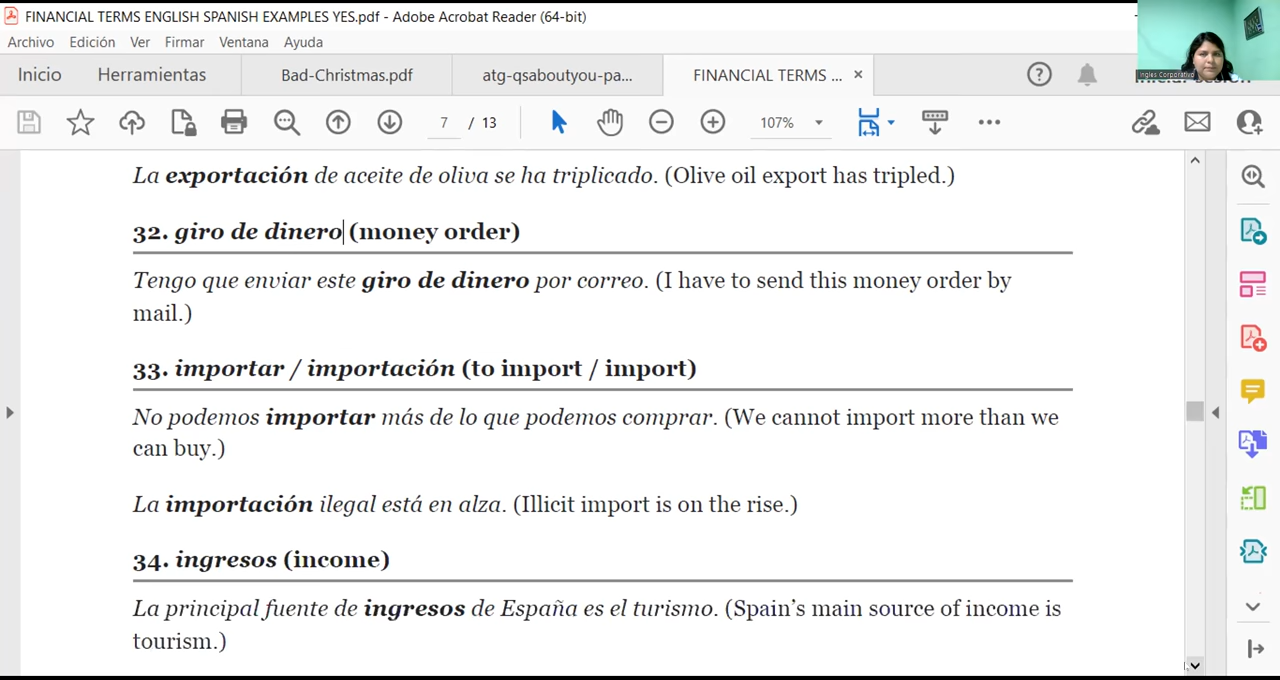 FINANCIAL TERMS ENGLISH SPANISH EXAMPLES YES.pdf - Adobe Acrobat Reader (64-bit)
Archivo Edición Ver Firmar Ventana Ayuda
Inicio Herramientas Bad-Christmas.pdf atg-qsaboutyou-pa... FINANCIAL TERMS ... ×
Ingles Corporativo
7 / 13 107%
La exportación de aceite de oliva se ha triplicado. (Olive oil export has tripled.)
32. giro de dinero (money order)
Tengo que enviar este giro de dinero por correo. (I have to send this money order by
mail.)
33. importar / importación (to import / import)
No podemos importar más de lo que podemos comprar. (We cannot import more than we
can buy.)
La importación ilegal está en alza. (Illicit import is on the rise.)
34. ingresos (income)
La principal fuente de ingresos de España es el turismo. (Spain’s main source of income is
tourism.)